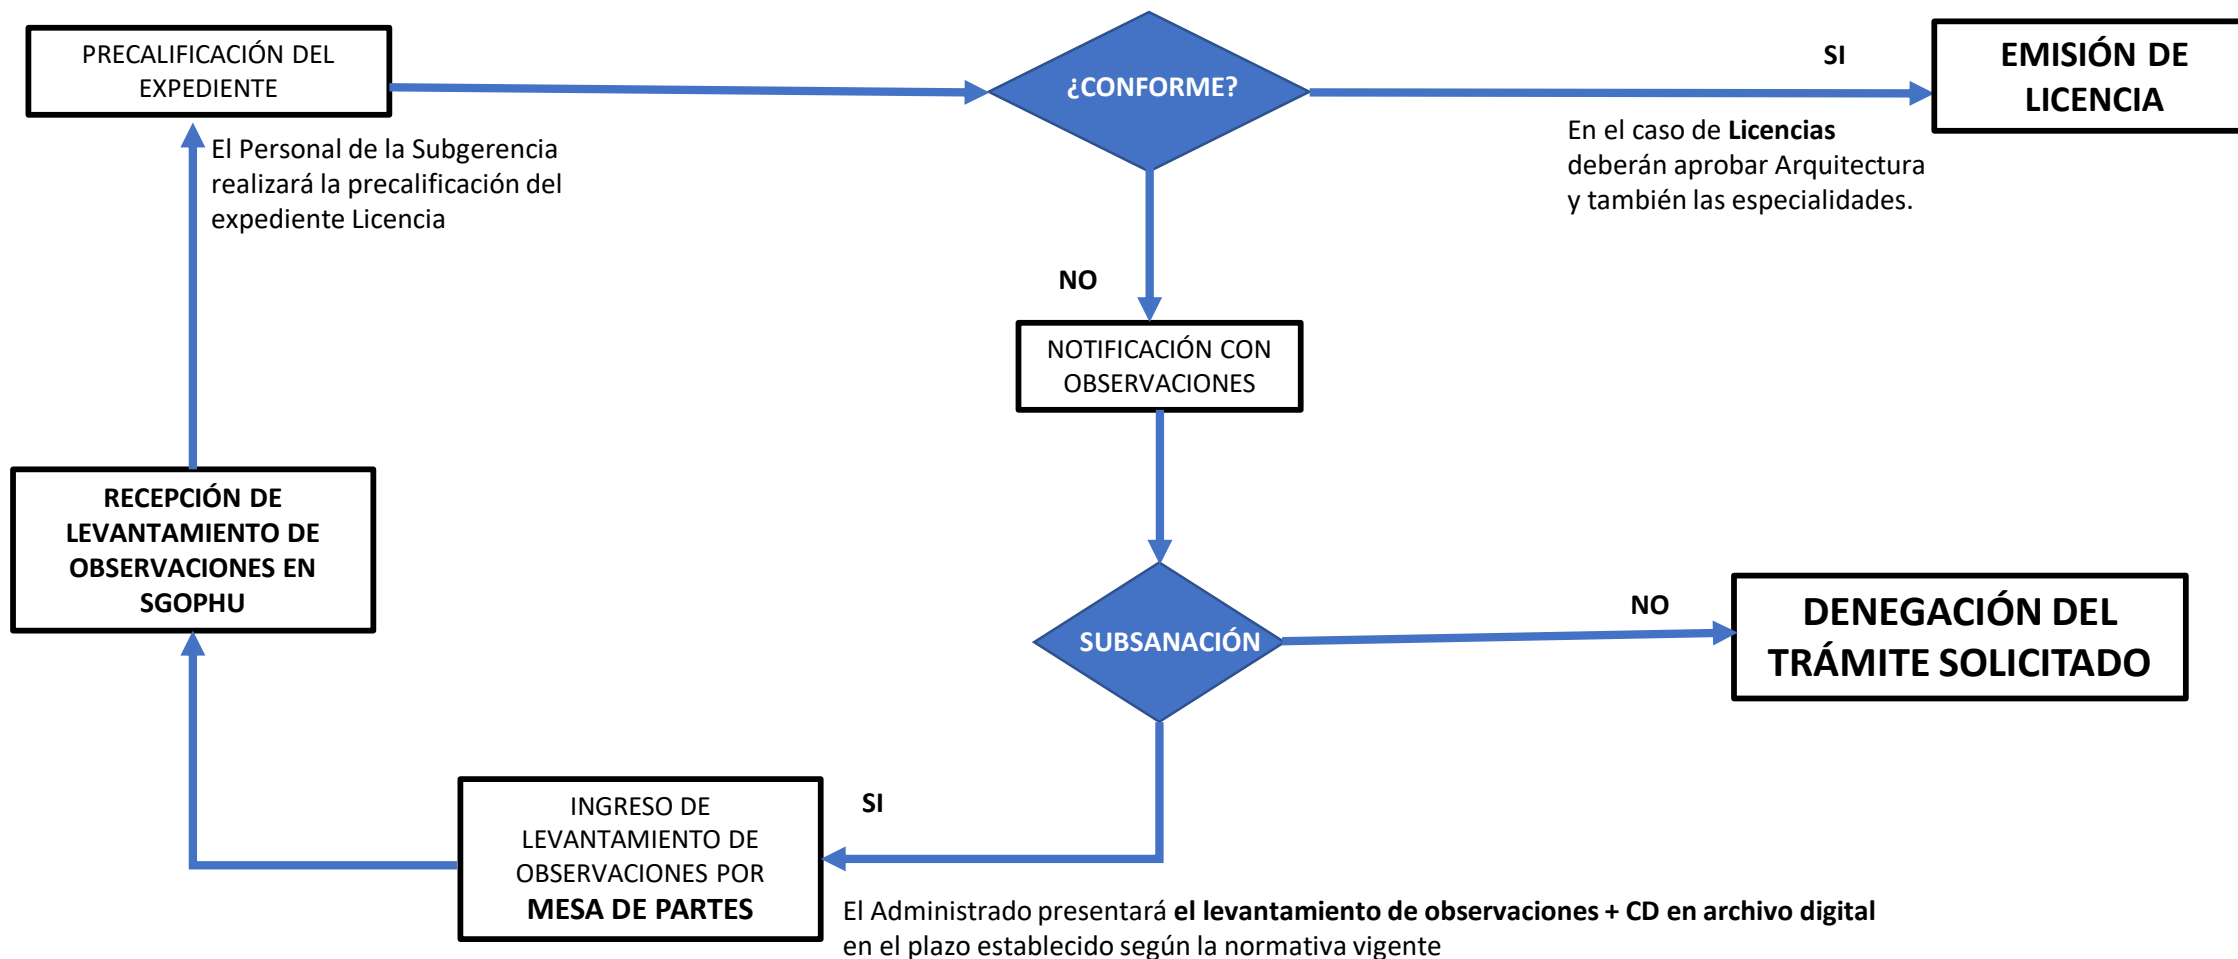 PRECALIFICACIÓN DEL
EXPEDIENTE
¿CONFORME?
SI
EMISIÓN DE
LICENCIA
El Personal de la Subgerencia
realizará la precalificación del
expediente Licencia
En el caso de Licencias
deberán aprobar Arquitectura
y también las especialidades.
NO
NOTIFICACIÓN CON
OBSERVACIONES
RECEPCIÓN DE
LEVANTAMIENTO DE
OBSERVACIONES EN
SGOPHU
SUBSANACIÓN
NO
DENEGACIÓN DEL
TRÁMITE SOLICITADO
INGRESO DE
LEVANTAMIENTO DE
OBSERVACIONES POR
MESA DE PARTES
SI
El Administrado presentará el levantamiento de observaciones + CD en archivo digital
en el plazo establecido según la normativa vigente